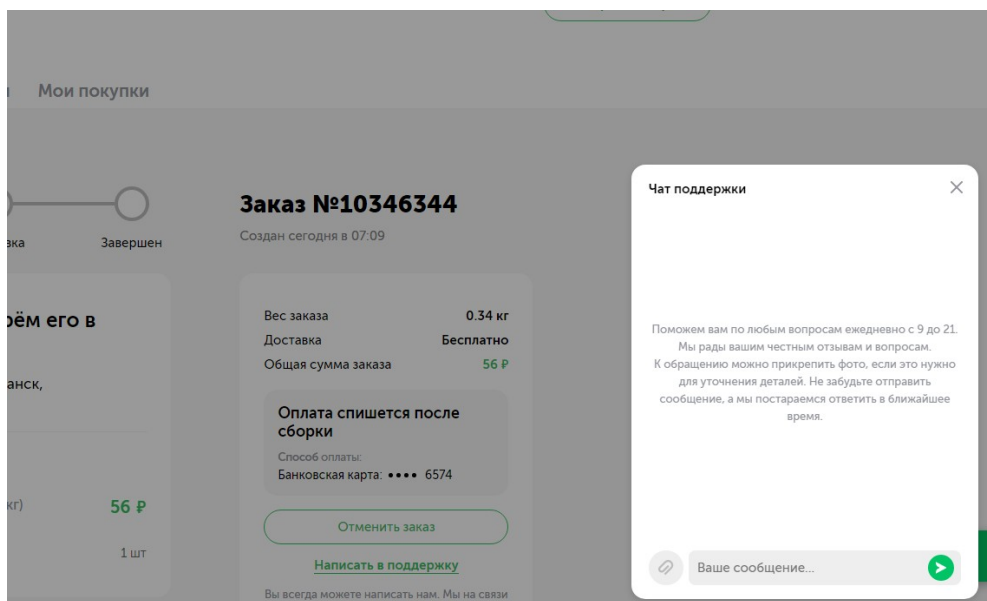 Мои покупки
Завершен
Заказ №10346344
Создан сегодня в 07:09
его в
Вес заказа 0.34 кг
Доставка Бесплатно
Общая сумма заказа 56 ₽
Оплата спишется после
сборки
Способ оплаты:
Банковская карта: •••• 6574
56 ₽
1 шт
Отменить заказ
Написать в поддержку
Вы всегда можете написать нам. Мы на связи
Чат поддержки
Поможем вам по любым вопросам ежедневно с 9 до 21.
Мы рады вашим честным отзывам и вопросам.
К обращению можно прикрепить фото, если это нужно
для уточнения деталей. Не забудьте отправить
сообщение, а мы постараемся ответить в ближайшее
время.
Ваше сообщение...